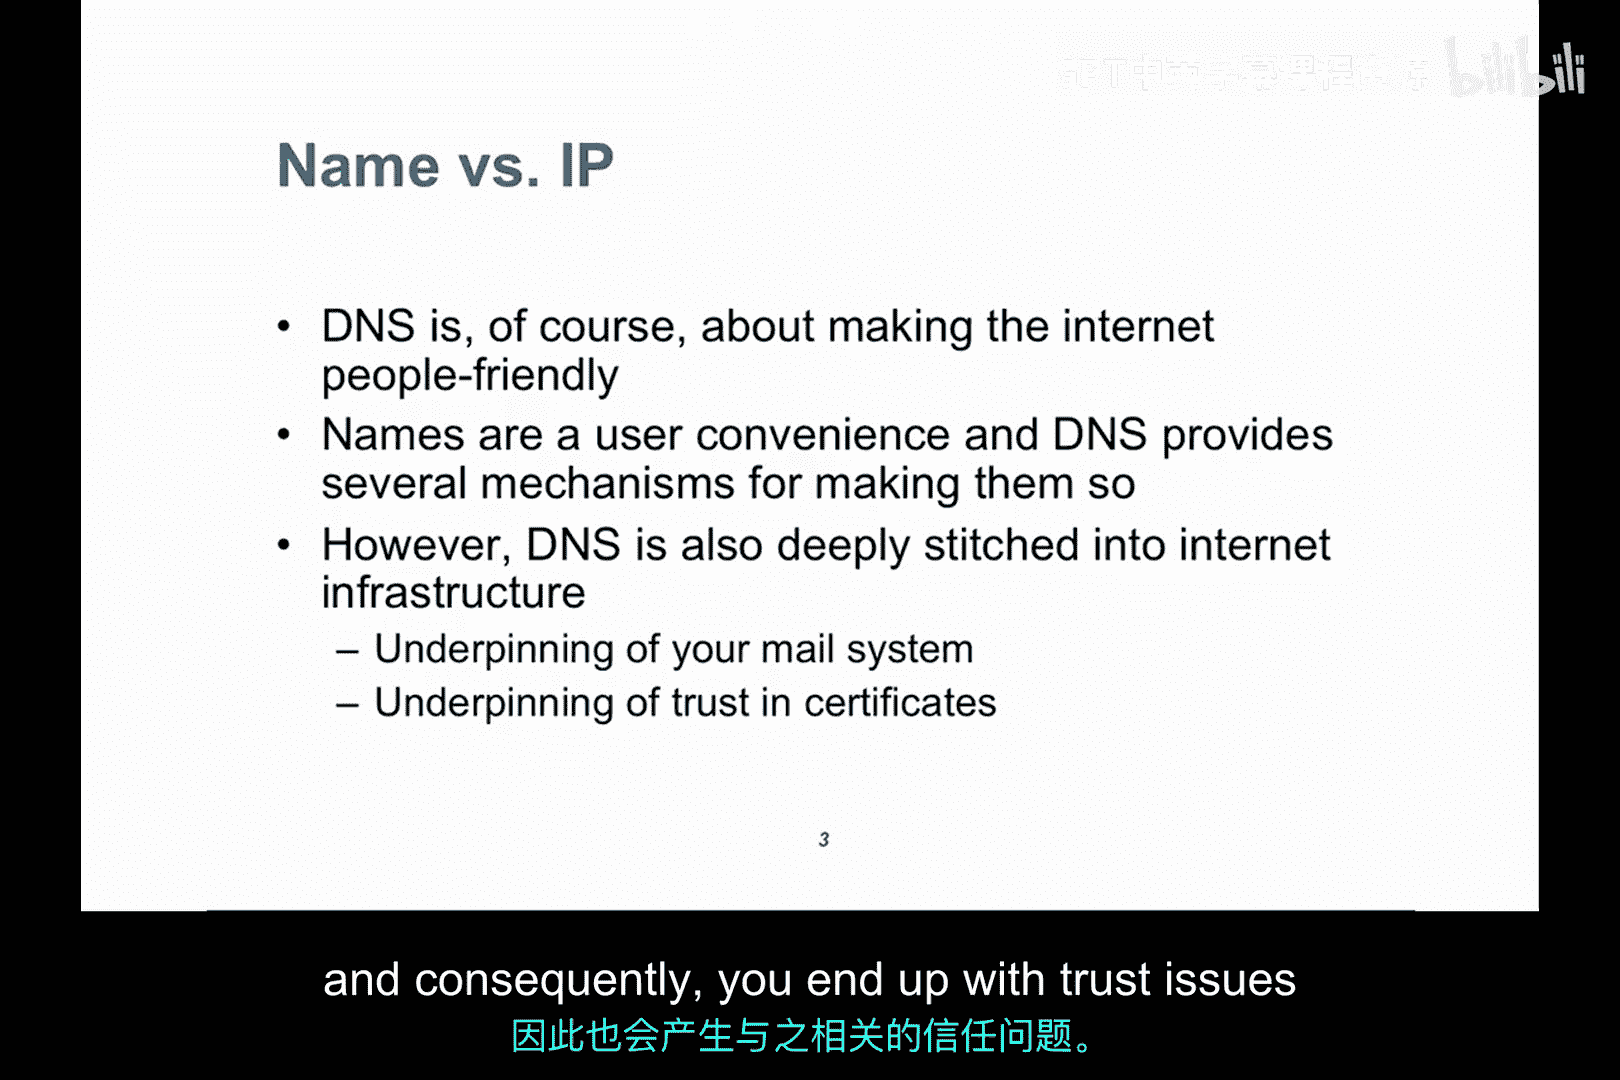 bilibili
Name vs. IP
• DNS is, of course, about making the internet
people-friendly
• Names are a user convenience and DNS provides
several mechanisms for making them so
• However, DNS is also deeply stitched into internet
infrastructure
– Underpinning of your mail system
– Underpinning of trust in certificates
3
and consequently, you end up with trust issues
因此也会产生与之相关的信任问题。